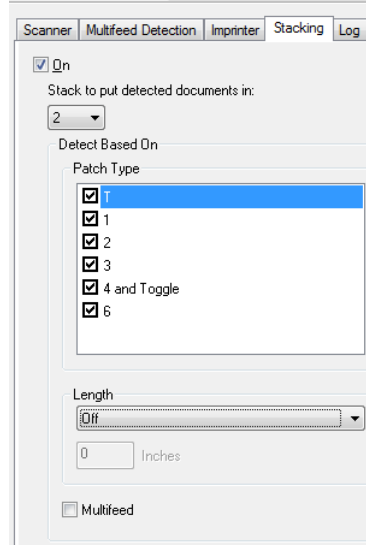 Scanner Multifeed Detection Imprinter Stacking Log
On
Stack to put detected documents in:
2
Detect Based On
Patch Type
T
1
2
3
4 and Toggle
6
Length
Off
0 Inches
Multifeed